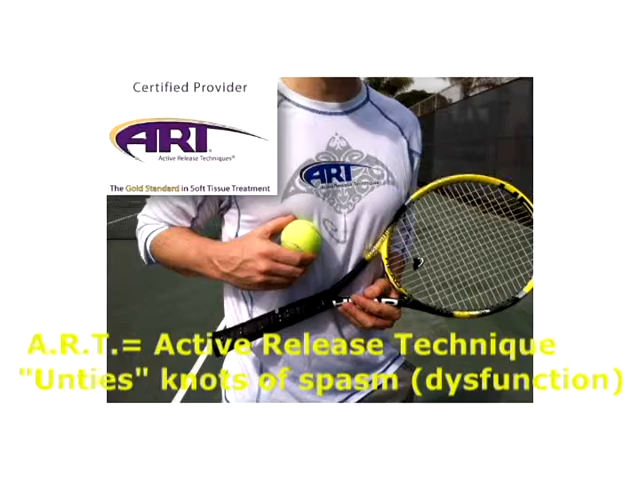 Certified Provider
ART
Active Release Techniques®
The Gold Standard in Soft Tissue Treatment
ART
Active Release Techniques
HEAD
A.R.T.= Active Release Technique
"Unties" knots of spasm (dysfunction)